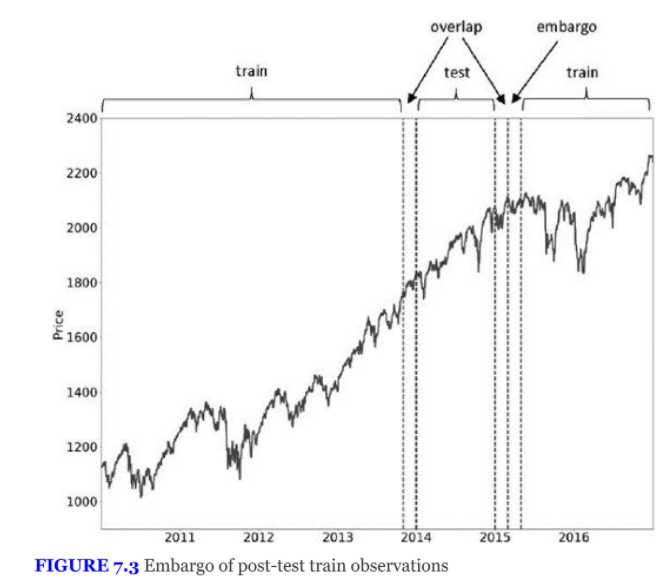 overlap embargo
train test train
2400
2200
2000
1800
1600
1400
1200
1000
Price
2011 2012 2013 2014 2015 2016
FIGURE 7.3 Embargo of post-test train observations